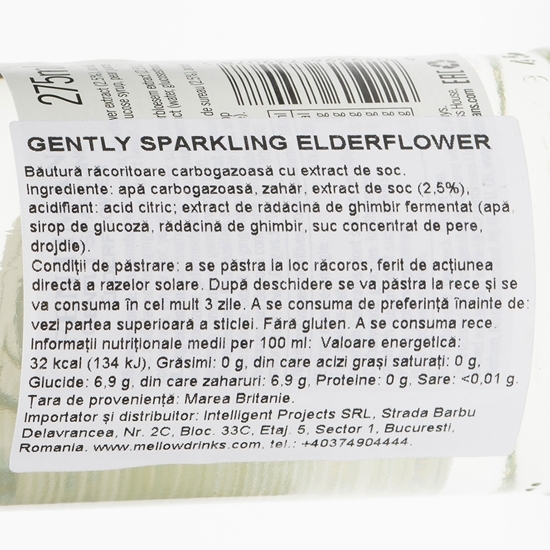 275m
GENTLY SPARKLING ELDERFLOWER
Băutură răcoritoare carbogazoasă cu extract de soc.
Ingrediente: apă carbogazoasă, zahăr, extract de soc (2,5%),
acidifiant: acid citric; extract de rădăcină de ghimbir fermentat (apă,
sirop de glucoză, rădăcină de ghimbir, suc concentrat de pere,
drojdie).
Condiții de păstrare: a se păstra la loc răcoros, ferit de acțiunea
directă a razelor solare. După deschidere se va păstra la rece și se
va consuma în cel mult 3 zile. A se consuma de preferință înainte de:
vezi partea superioară a sticlei. Fără gluten. A se consuma rece.
Informații nutriționale medii per 100 ml: Valoare energetică:
32 kcal (134 kJ), Grăsimi: 0 g, din care acizi grași saturați: 0 g,
Glucide: 6,9 g, din care zaharuri: 6,9 g, Proteine: 0 g, Sare: <0,01 g.
Țara de proveniență: Marea Britanie.
Importator și distribuitor: Intelligent Projects SRL, Strada Barbu
Delavrancea, Nr. 2C, Bloc. 33C, Etaj. 5, Sector 1, București,
Romania. www.mellowdrinks.com, tel.: +40374904444.